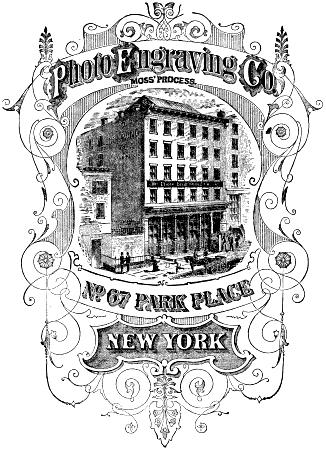 Photo Engraving Co.
MOSS' PROCESS.
No 67 PARK PLACE
NEW YORK